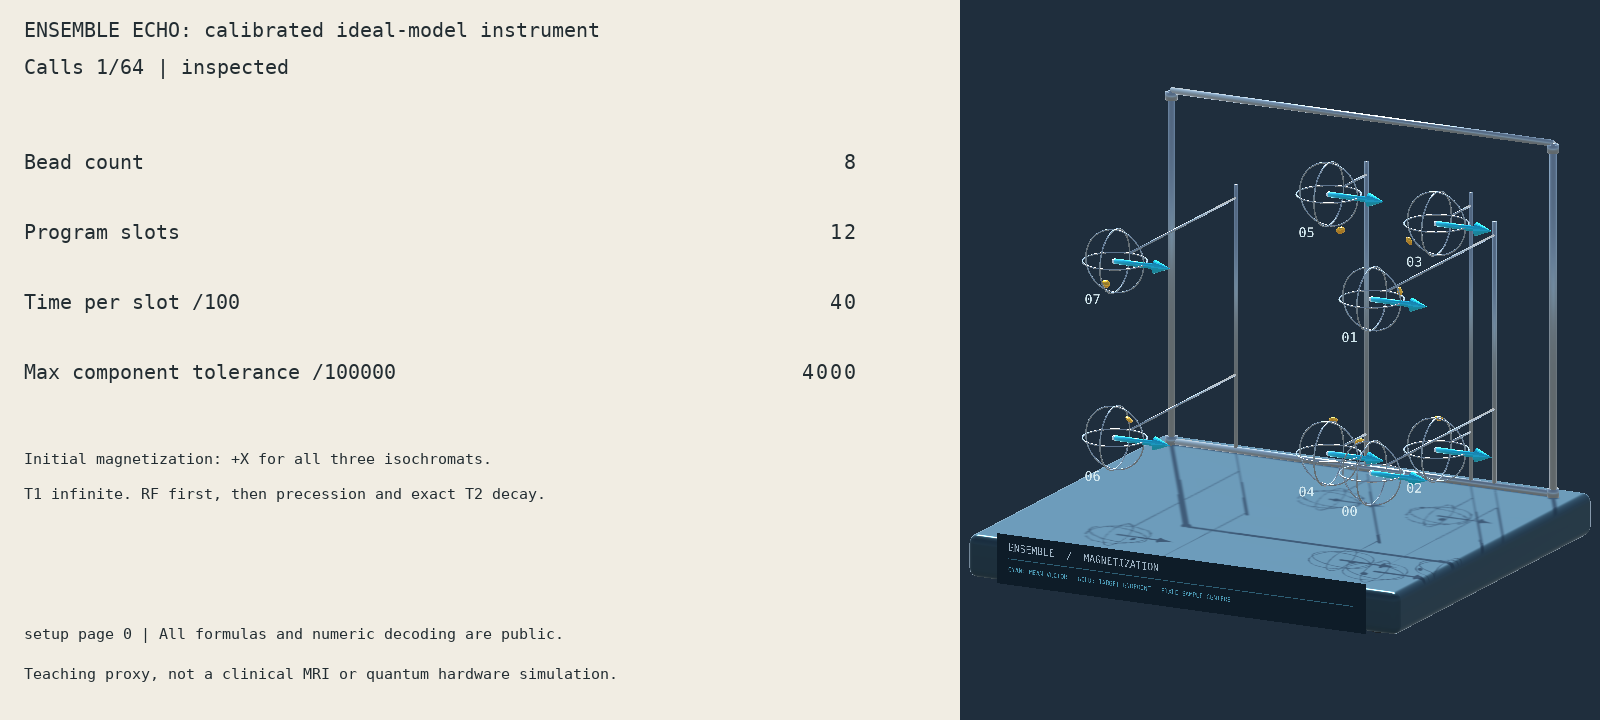 ENSEMBLE ECHO: calibrated ideal-model instrument
Calls 1/64 | inspected
Bead count 8
Program slots 12
Time per slot /100 40
Max component tolerance /100000 4000
Initial magnetization: +X for all three isochromats.
T1 infinite. RF first, then precession and exact T2 decay.
setup page 0 | All formulas and numeric decoding are public.
Teaching proxy, not a clinical MRI or quantum hardware simulation.
05
03
07
01
06
04
02
00
ENSEMBLE / MAGNETIZATION